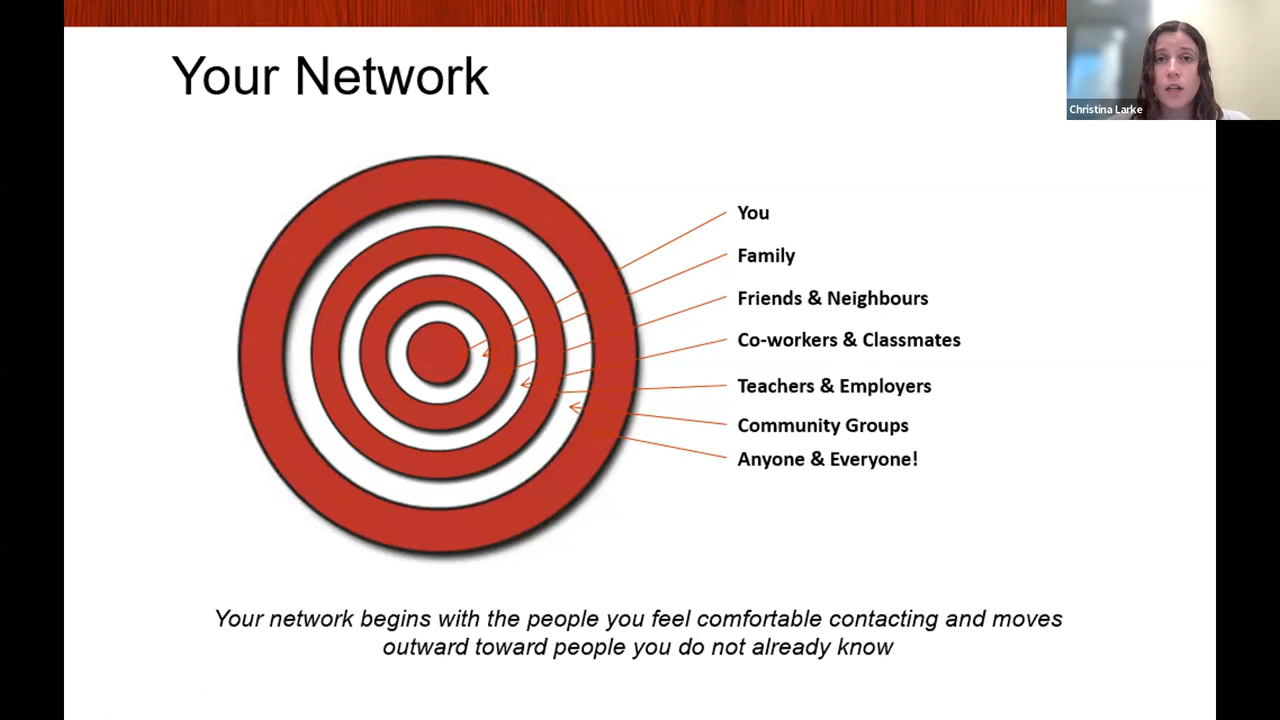 Your Network
Christina Larke
You
Family
Friends & Neighbours
Co-workers & Classmates
Teachers & Employers
Community Groups
Anyone & Everyone!
Your network begins with the people you feel comfortable contacting and moves
outward toward people you do not already know